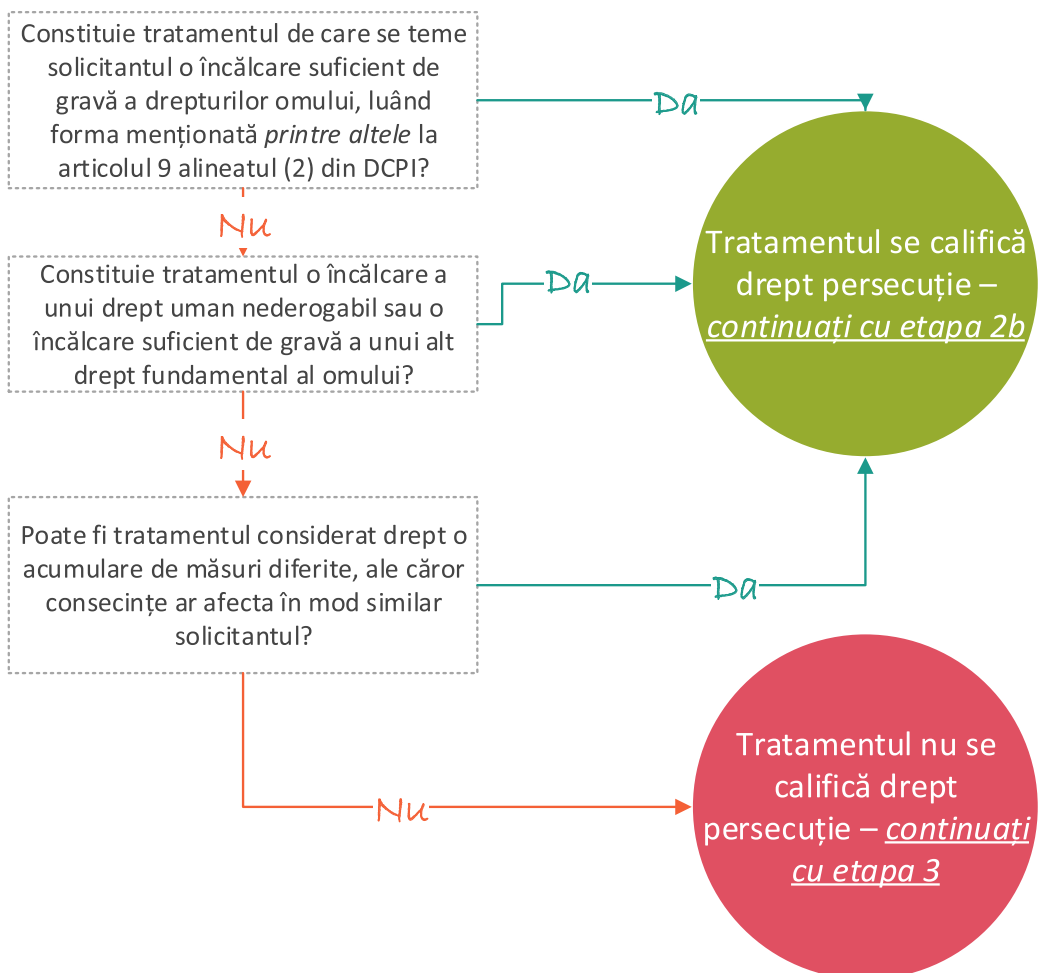 Constituie tratamentul de care se teme
solicitantul o încălcare suficient de
gravă a drepturilor omului, luând
forma menționată printre altele la
articolul 9 alineatul (2) din DCPI?
Da
Nu
Tratamentul se califică
drept persecuție –
continuați cu etapa 2b
Constituie tratamentul o încălcare a
unui drept uman nederogabil sau o
încălcare suficient de gravă a unui alt
drept fundamental al omului?
Da
Nu
Poate fi tratamentul considerat drept o
acumulare de măsuri diferite, ale căror
consecințe ar afecta în mod similar
solicitantul?
Da
Nu
Tratamentul nu se
califică drept
persecuție – continuați
cu etapa 3